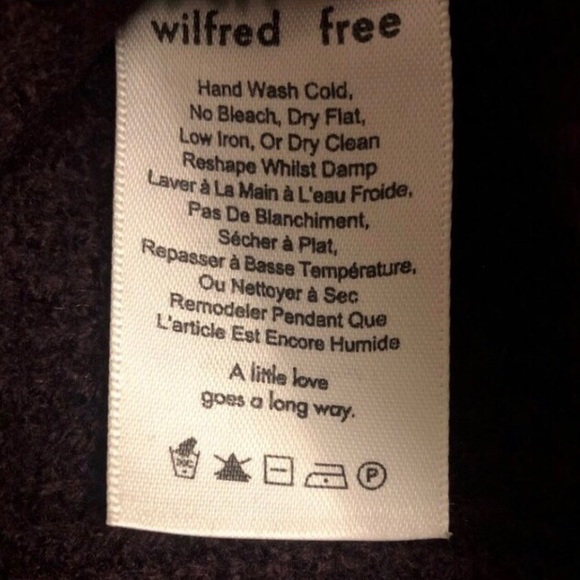 wilfred free
Hand Wash Cold,
No Bleach, Dry Flat,
Low Iron, Or Dry Clean
Reshape Whilst Damp
Laver à La Main à L'eau Froide,
Pas De Blanchiment,
Sécher à Plat,
Repasser à Basse Température,
Ou Nettoyer à Sec
Remodeler Pendant Que
L'article Est Encore Humide
A little love
goes a long way.
P